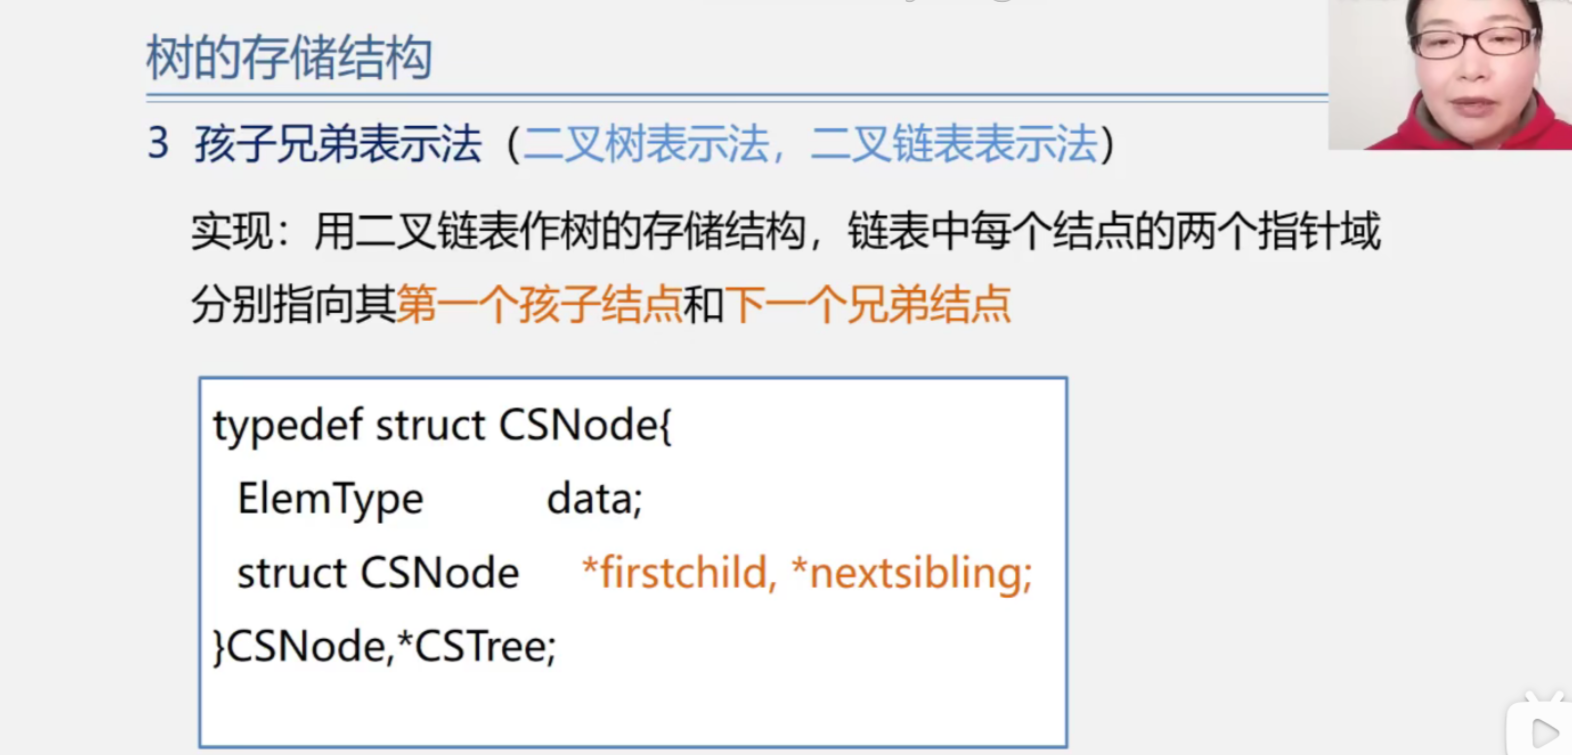 树的存储结构
3 孩子兄弟表示法（二叉树表示法，二叉链表表示法）
实现：用二叉链表作树的存储结构，链表中每个结点的两个指针域
分别指向其第一个孩子结点和下一个兄弟结点
typedef struct CSNode{
ElemType data;
struct CSNode *firstchild, *nextsibling;
}CSNode,*CSTree;